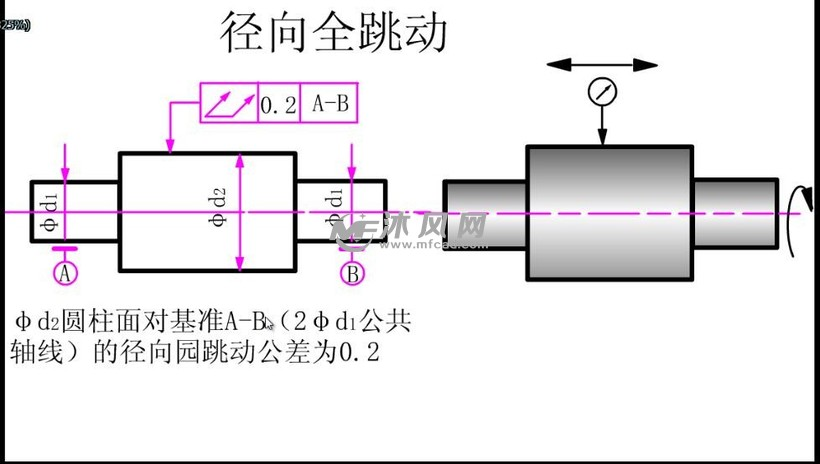 25%)
径向全跳动
0.2 A-B
φd1
φd2
φd1
A
B
沐风网
www.mfcad.com
φd2圆柱面对基准A-B（2φd1公共
轴线）的径向园跳动公差为0.2